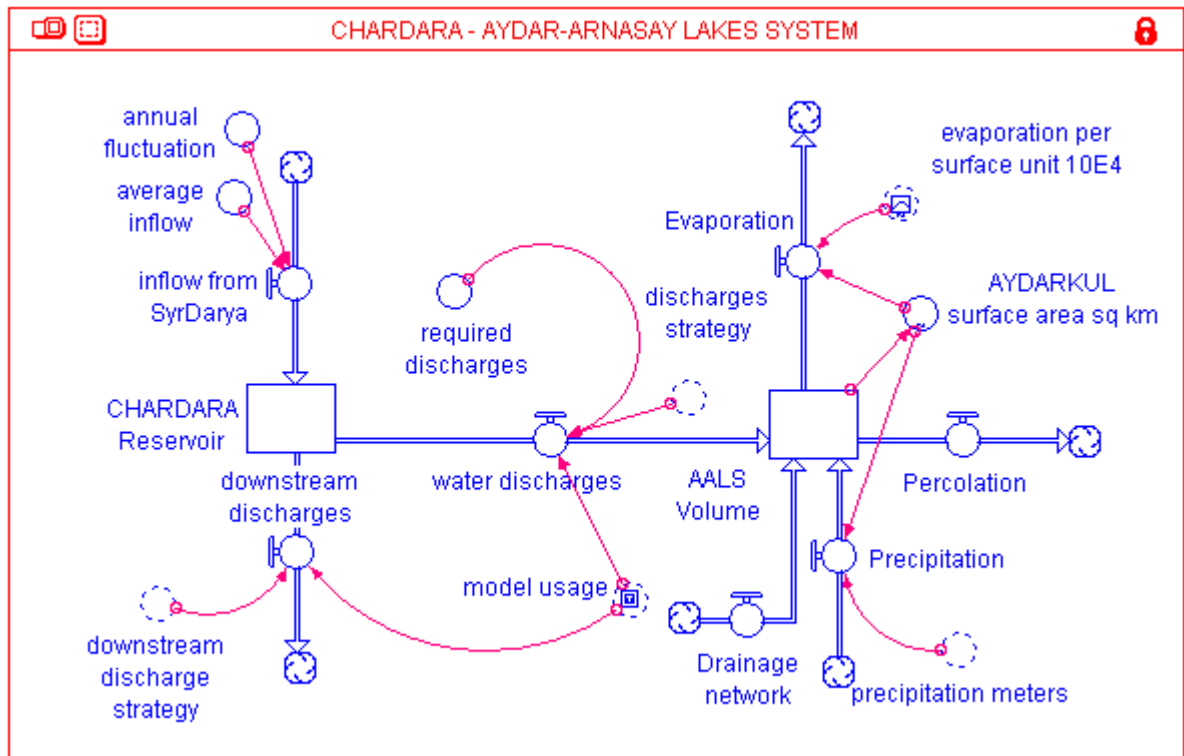 CHARDARA - AYDAR-ARNASAY LAKES SYSTEM
annual
fluctuation
average
inflow
inflow from
SyrDarya
required
discharges
discharges
strategy
Evaporation
evaporation per
surface unit 10E4
AYDARKUL
surface area sq km
CHARDARA
Reservoir
downstream
discharges
water discharges
AALS
Volume
Percolation
model usage
Precipitation
downstream
discharge
strategy
Drainage
network
precipitation meters